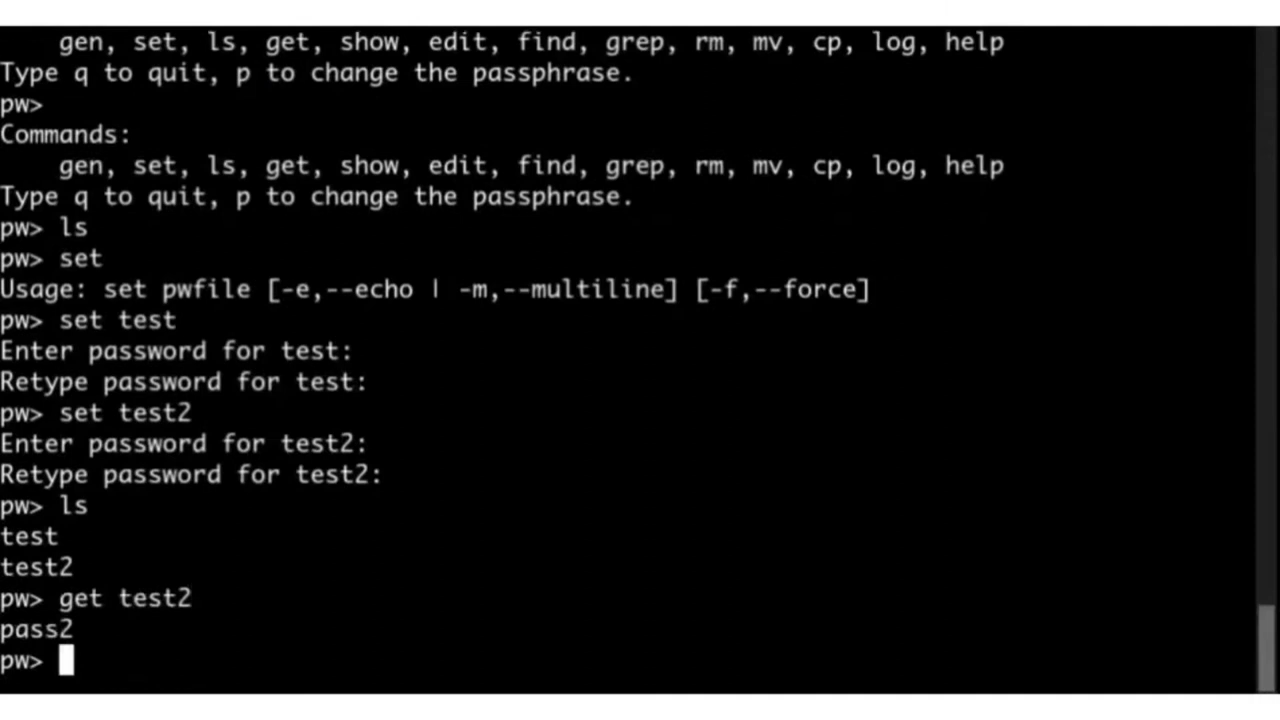 gen, set, ls, get, show, edit, find, grep, rm, mv, cp, log, help
Type q to quit, p to change the passphrase.
pw>
Commands:
gen, set, ls, get, show, edit, find, grep, rm, mv, cp, log, help
Type q to quit, p to change the passphrase.
pw> ls
pw> set
Usage: set pwfile [-e,--echo | -m,--multiline] [-f,--force]
pw> set test
Enter password for test:
Retype password for test:
pw> set test2
Enter password for test2:
Retype password for test2:
pw> ls
test
test2
pw> get test2
pass2
pw>